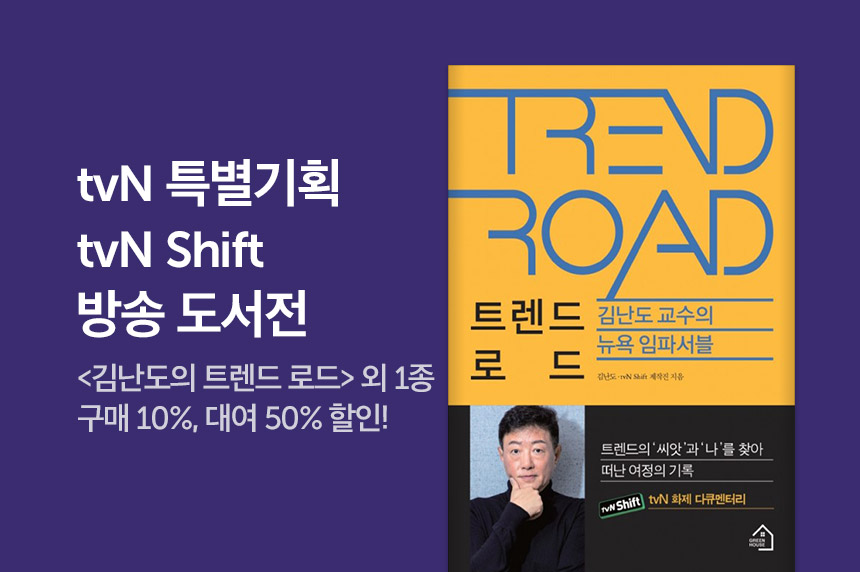 tvN 특별기획
tvN Shift
방송 도서전
<김난도의 트렌드 로드> 외 1종
구매 10%, 대여 50% 할인!
TREND
ROAD
트렌드
로드
김난도 교수의
뉴욕 임파서블
김난도·tvN Shift 제작진 지음
트렌드의 ‘씨앗’과 ‘나’를 찾아
떠난 여정의 기록
tvN Shift tvN 화제 다큐멘터리
GREEN
HOUSE